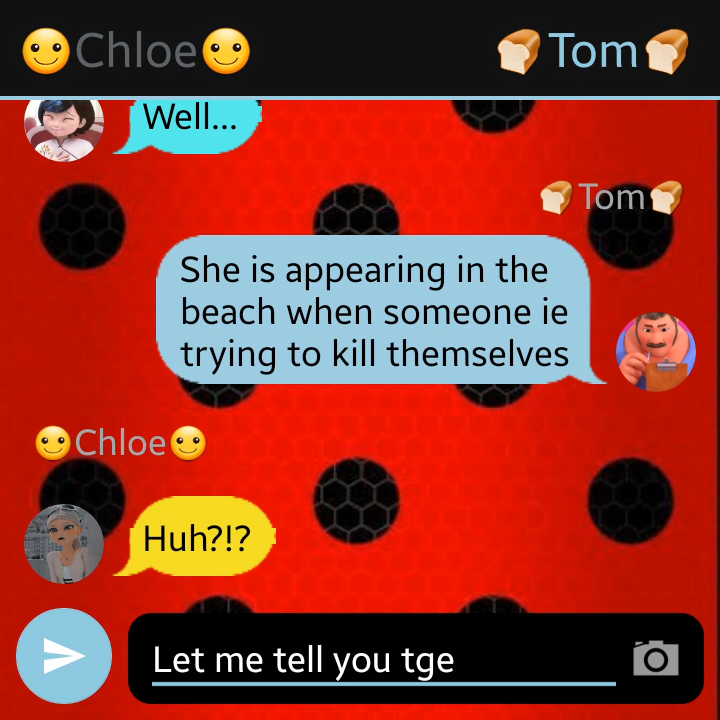 🙂Chloe🙂 🍞Tom🍞
Well...
🍞Tom🍞
She is appearing in the
beach when someone ie
trying to kill themselves
🙂Chloe🙂
Huh?!?
Let me tell you tge